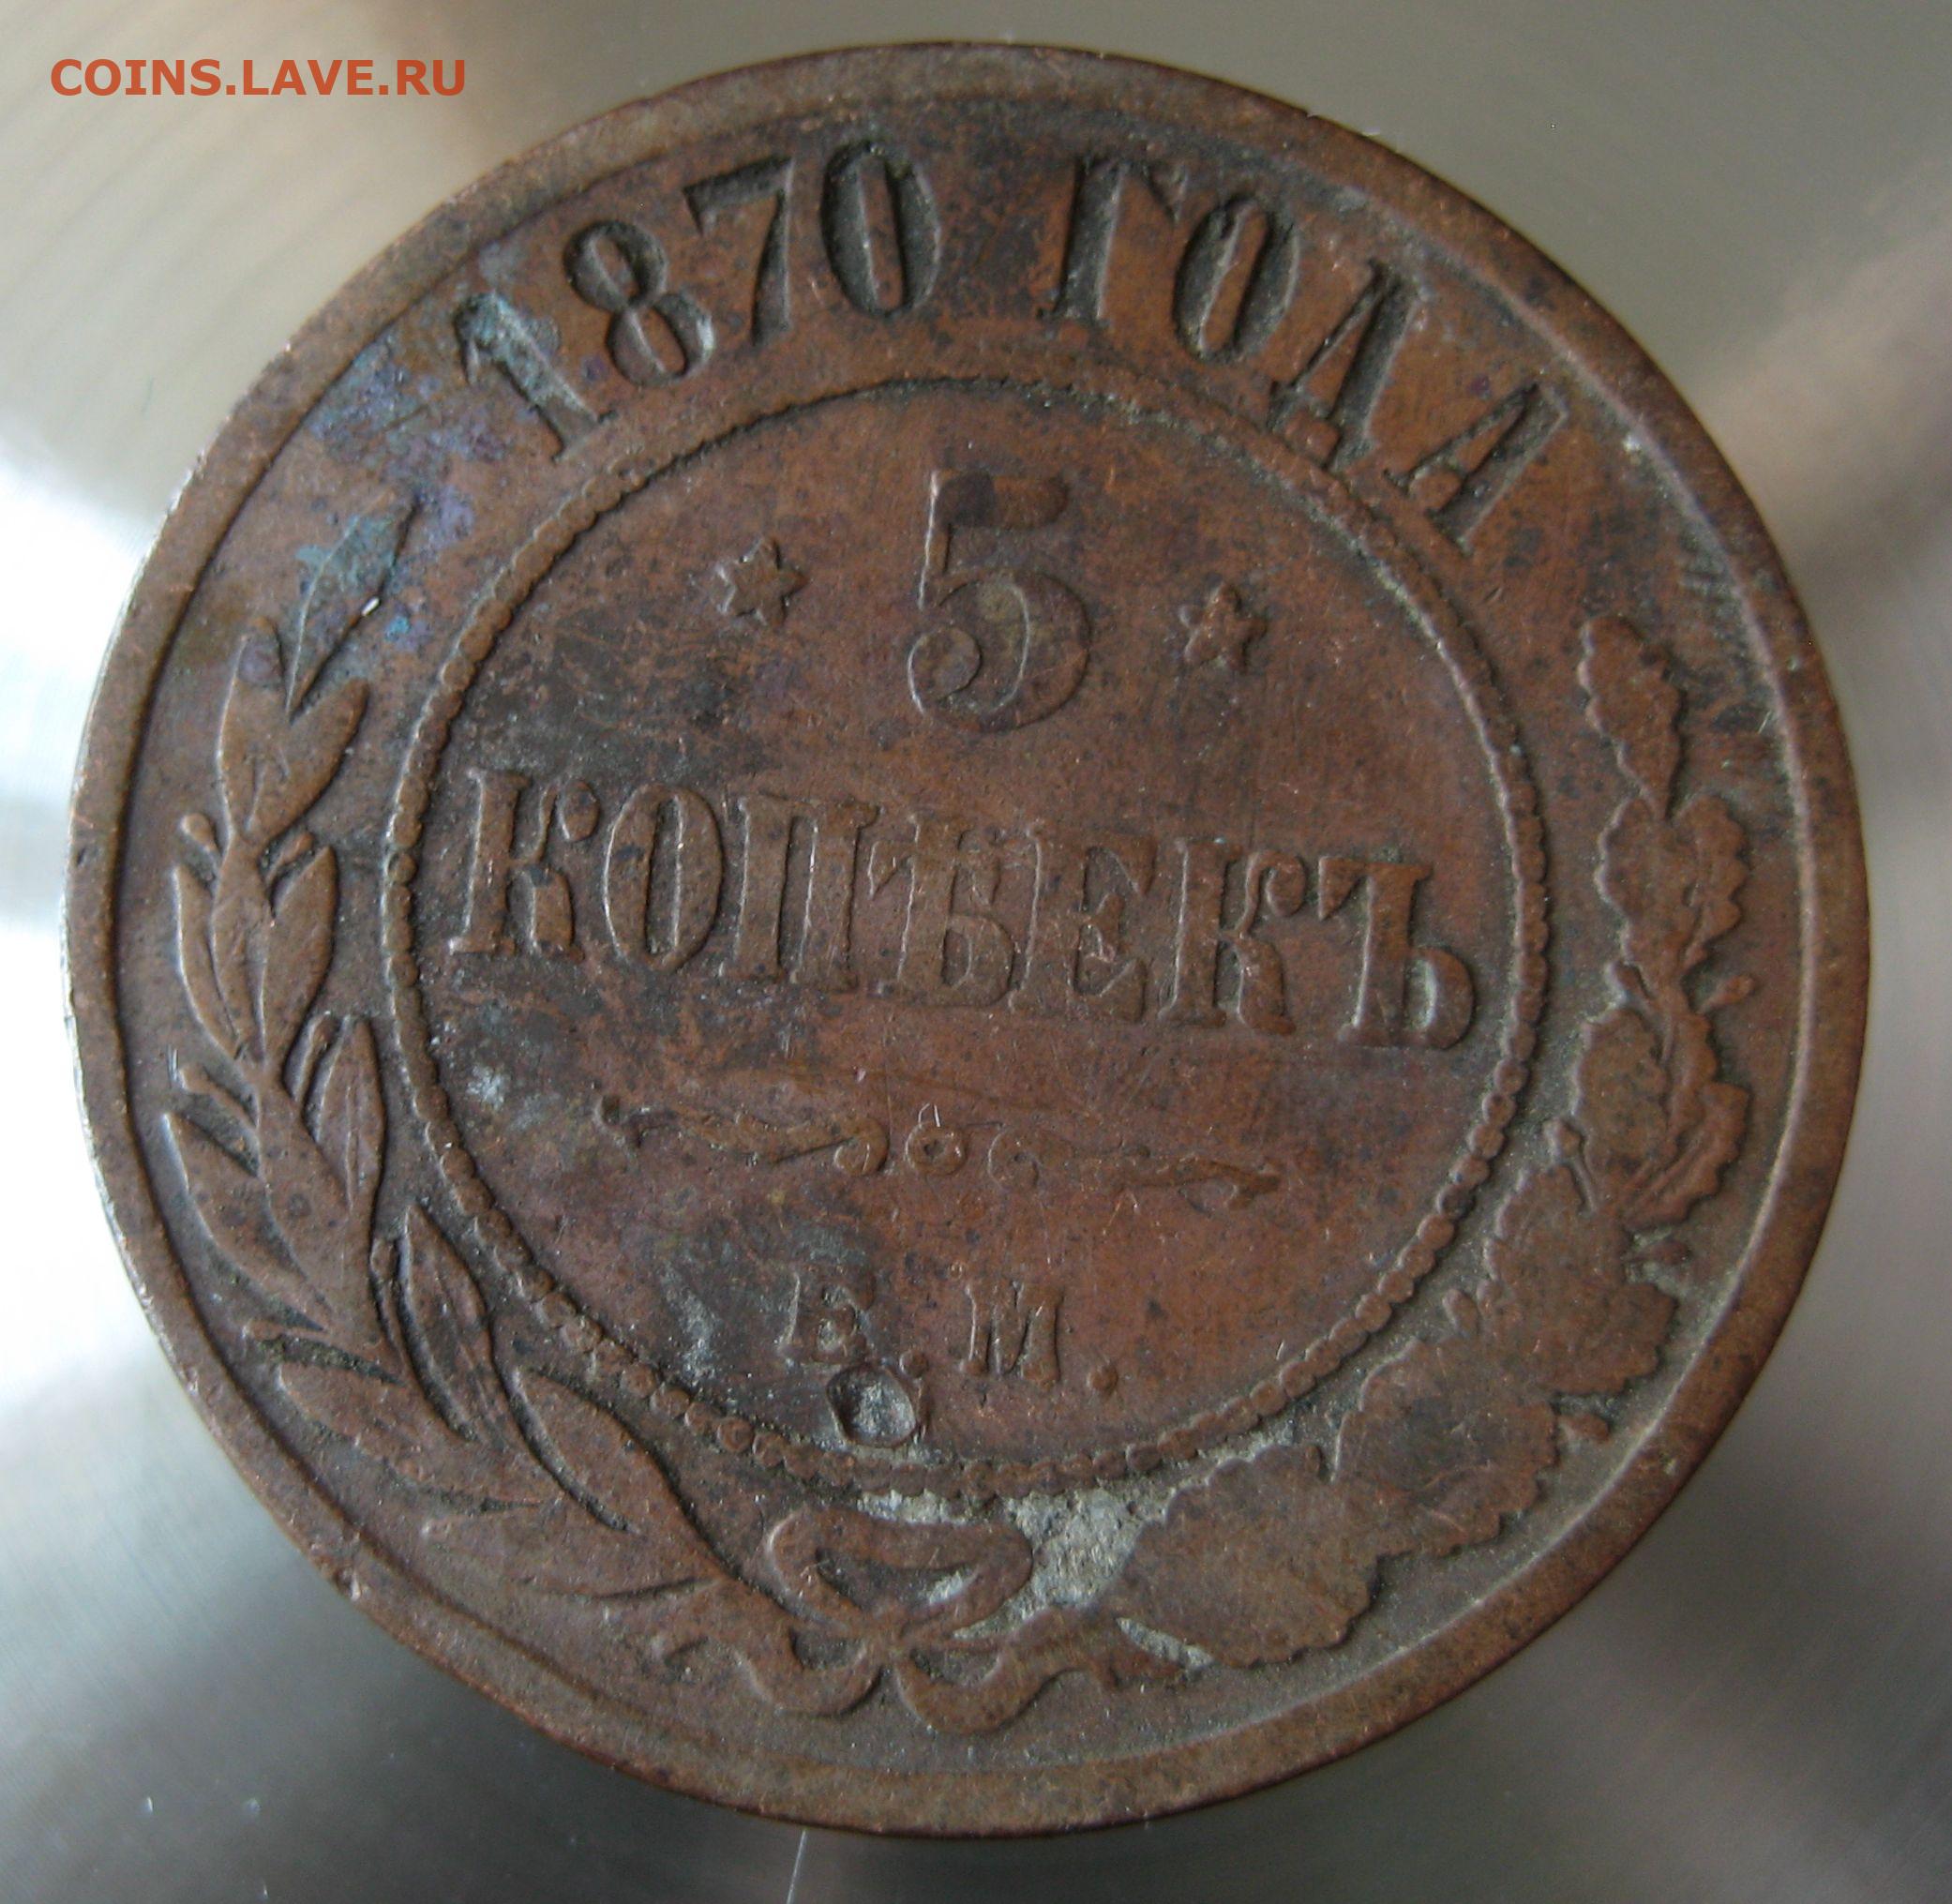 COINS.LAVE.RU
1870 ГОДА
* 5 *
КОПѢЕКЪ
Е.М.